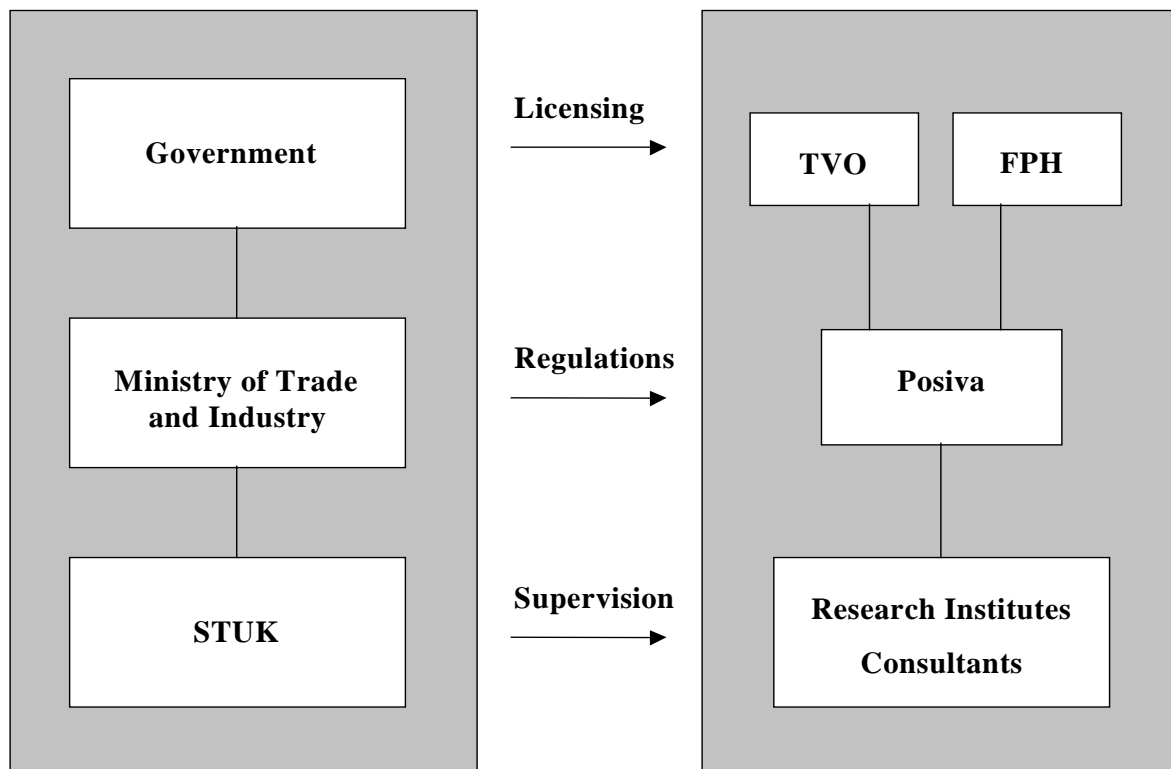 Government
Ministry of Trade
and Industry
STUK
Licensing
Regulations
Supervision
TVO
FPH
Posiva
Research Institutes
Consultants